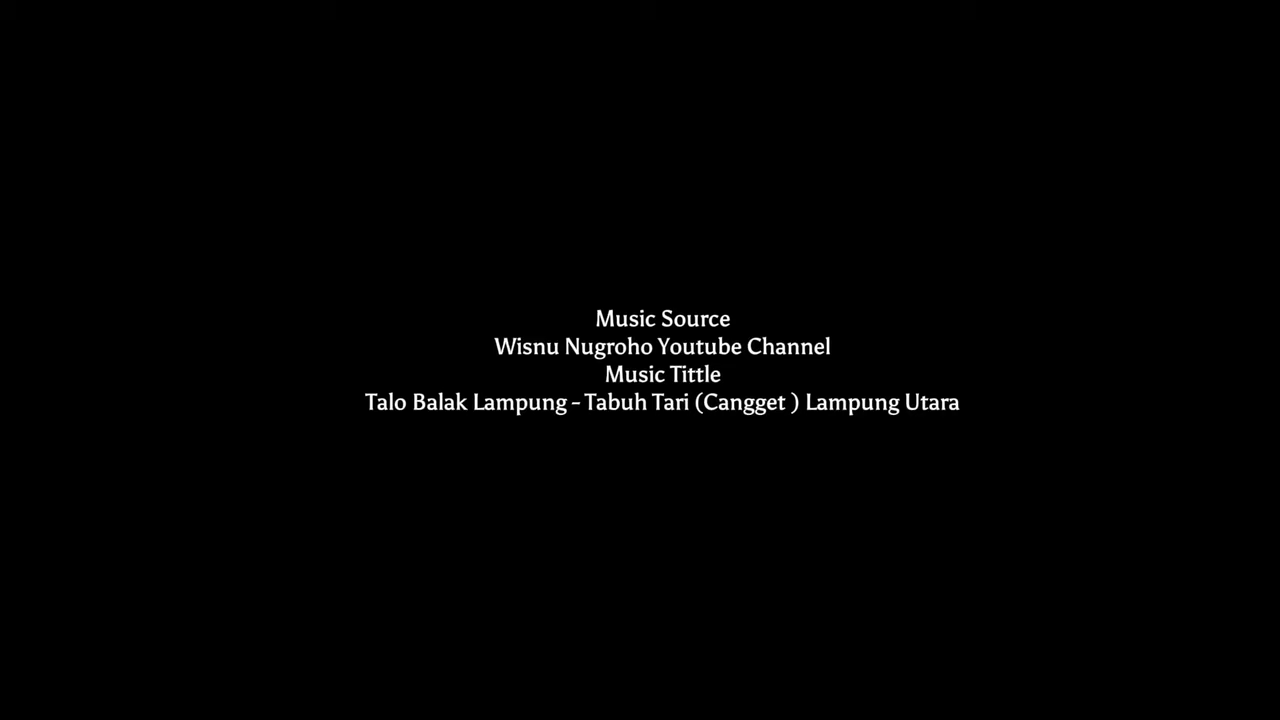 Music Source
Wisnu Nugroho Youtube Channel
Music Tittle
Talo Balak Lampung - Tabuh Tari (Cangget ) Lampung Utara